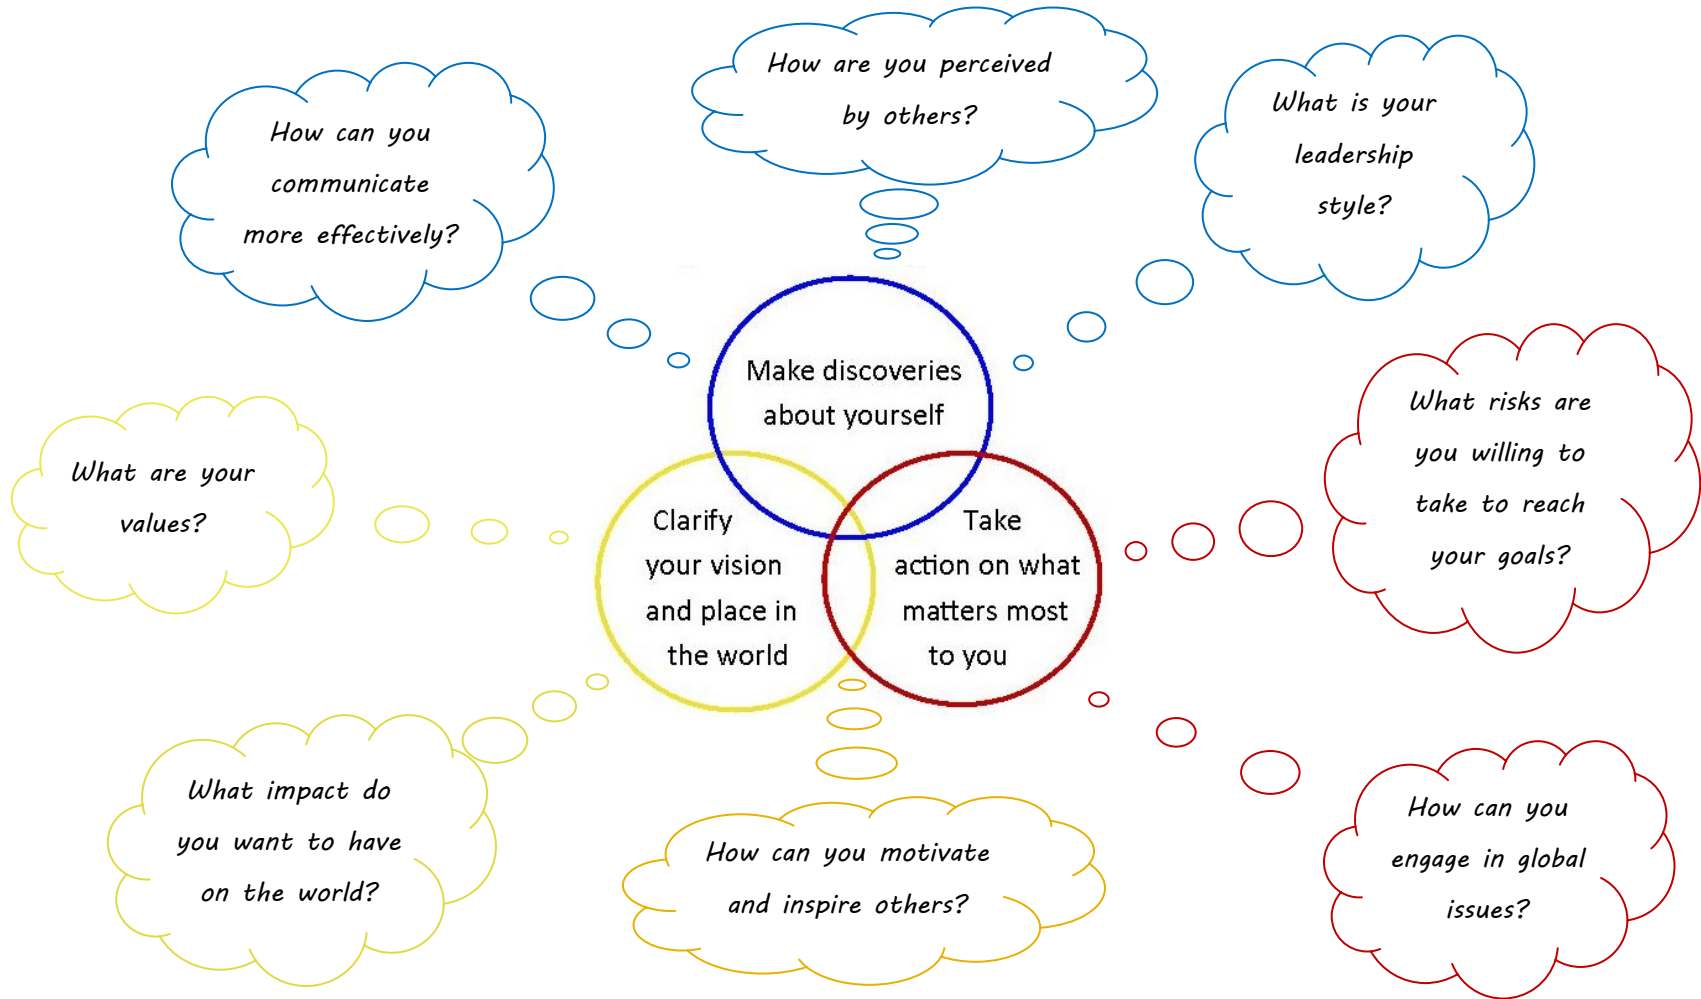 How are you perceived
by others?
What is your
leadership
style?
How can you
communicate
more effectively?
Make discoveries
about yourself
What risks are
you willing to
take to reach
your goals?
What are your
values?
Clarify
your vision
and place in
the world
Take
action on what
matters most
to you
What impact do
you want to have
on the world?
How can you motivate
and inspire others?
How can you
engage in global
issues?